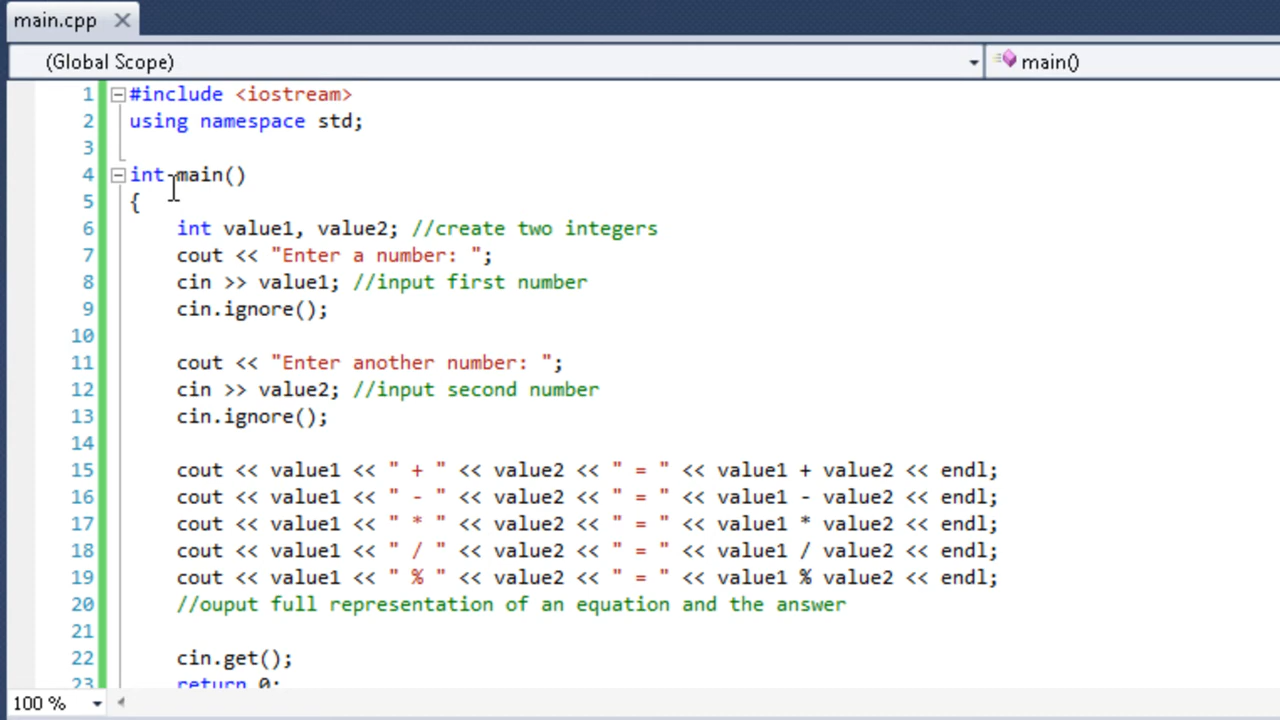 main.cpp
(Global Scope) main()
1 #include <iostream>
2 using namespace std;
3
4 int main()
5 {
6 int value1, value2; //create two integers
7 cout << "Enter a number: ";
8 cin >> value1; //input first number
9 cin.ignore();
10
11 cout << "Enter another number: ";
12 cin >> value2; //input second number
13 cin.ignore();
14
15 cout << value1 << " + " << value2 << " = " << value1 + value2 << endl;
16 cout << value1 << " - " << value2 << " = " << value1 - value2 << endl;
17 cout << value1 << " * " << value2 << " = " << value1 * value2 << endl;
18 cout << value1 << " / " << value2 << " = " << value1 / value2 << endl;
19 cout << value1 << " % " << value2 << " = " << value1 % value2 << endl;
20 //ouput full representation of an equation and the answer
21
22 cin.get();
23 return 0;
100 %